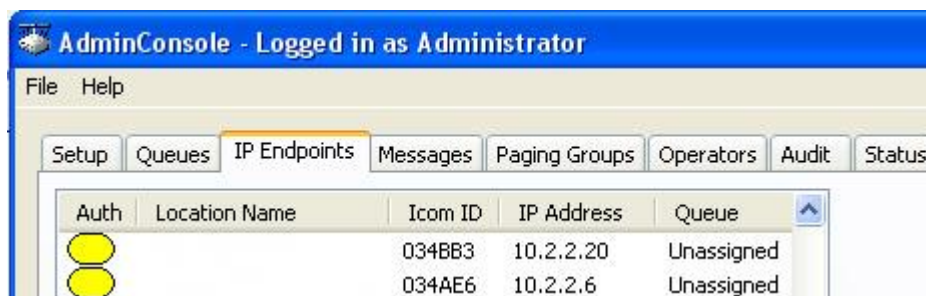 AdminConsole - Logged in as Administrator
File Help
Setup Queues IP Endpoints Messages Paging Groups Operators Audit Status
Auth Location Name Icom ID IP Address Queue
034BB3 10.2.2.20 Unassigned
034AE6 10.2.2.6 Unassigned